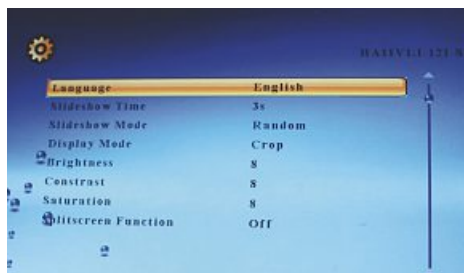 Language English
Slideshow Time 3s
Slideshow Mode Random
Display Mode Crop
Brightness 8
Constrast 8
Saturation 8
Splitscreen Function Off